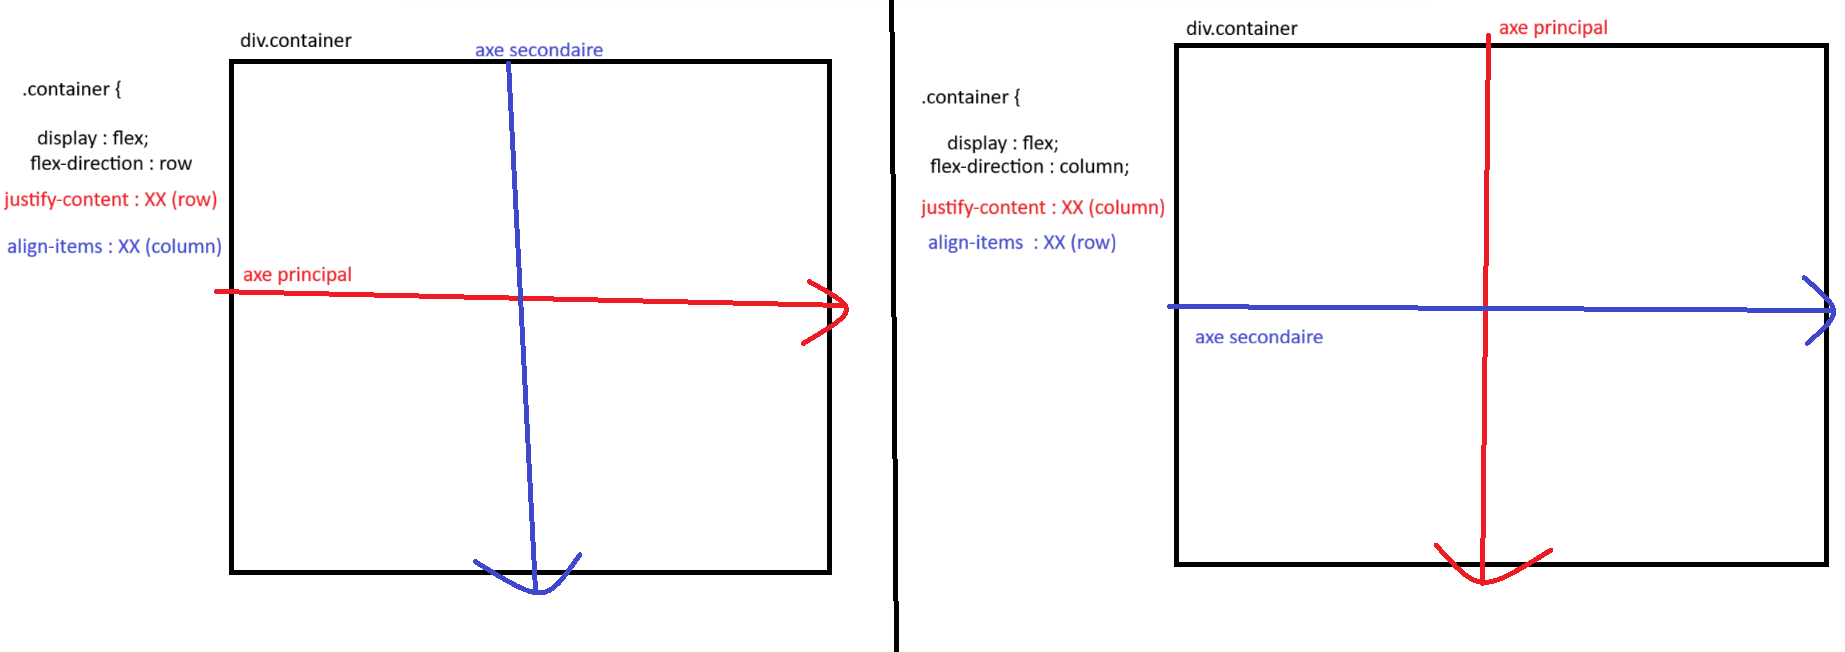 div.container
axe secondaire
.container {
display : flex;
flex-direction : row
justify-content : XX (row)
align-items : XX (column)
axe principal
div.container
axe principal
.container {
display : flex;
flex-direction : column;
justify-content : XX (column)
align-items  : XX (row)
axe secondaire